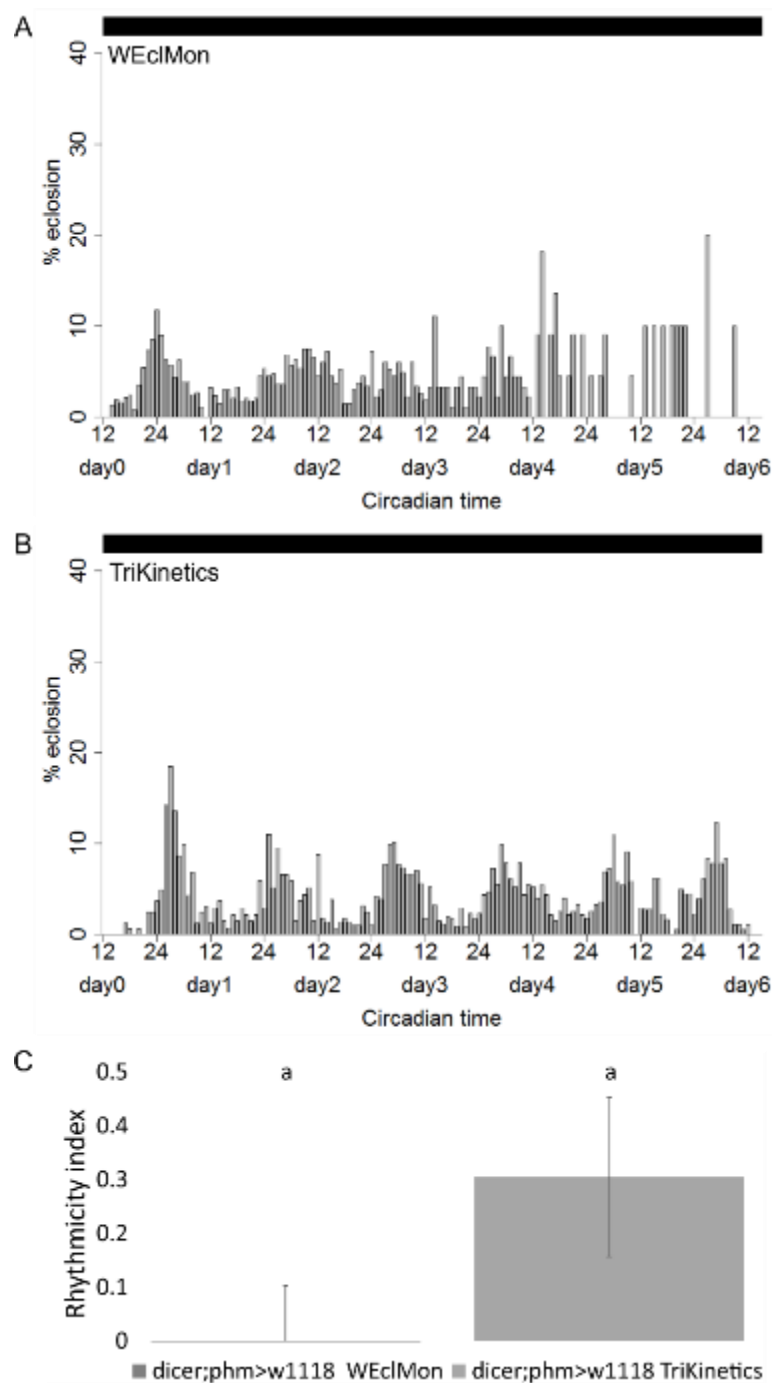 A
WEclMon
40
30
20
10
0
% eclosion
12 24 12 24 12 24 12 24 12 24 12 24 12
day0 day1 day2 day3 day4 day5 day6
Circadian time
B
TriKinetics
40
30
20
10
0
% eclosion
12 24 12 24 12 24 12 24 12 24 12 24 12
day0 day1 day2 day3 day4 day5 day6
Circadian time
C
a a
0.5
0.4
0.3
0.2
0.1
0
Rhythmicity index
dicer;phm>w1118 WEclMon dicer;phm>w1118 TriKinetics